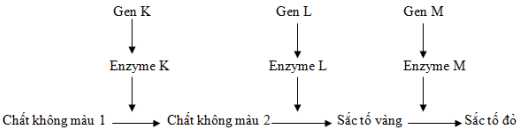 Gen K Gen L Gen M
Enzyme K Enzyme L Enzyme M
Chất không màu 1 Chất không màu 2 Sắc tố vàng Sắc tố đỏ